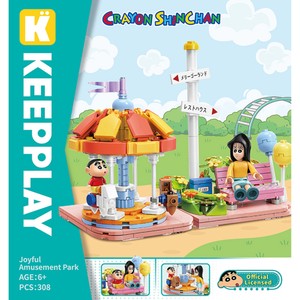 CRAYON SHINCHAN
K
KEEPPLAY
メリーゴーランド
レストハウス
Joyful
Amusement Park
AGE:6+
PCS:308
Official
Licensed